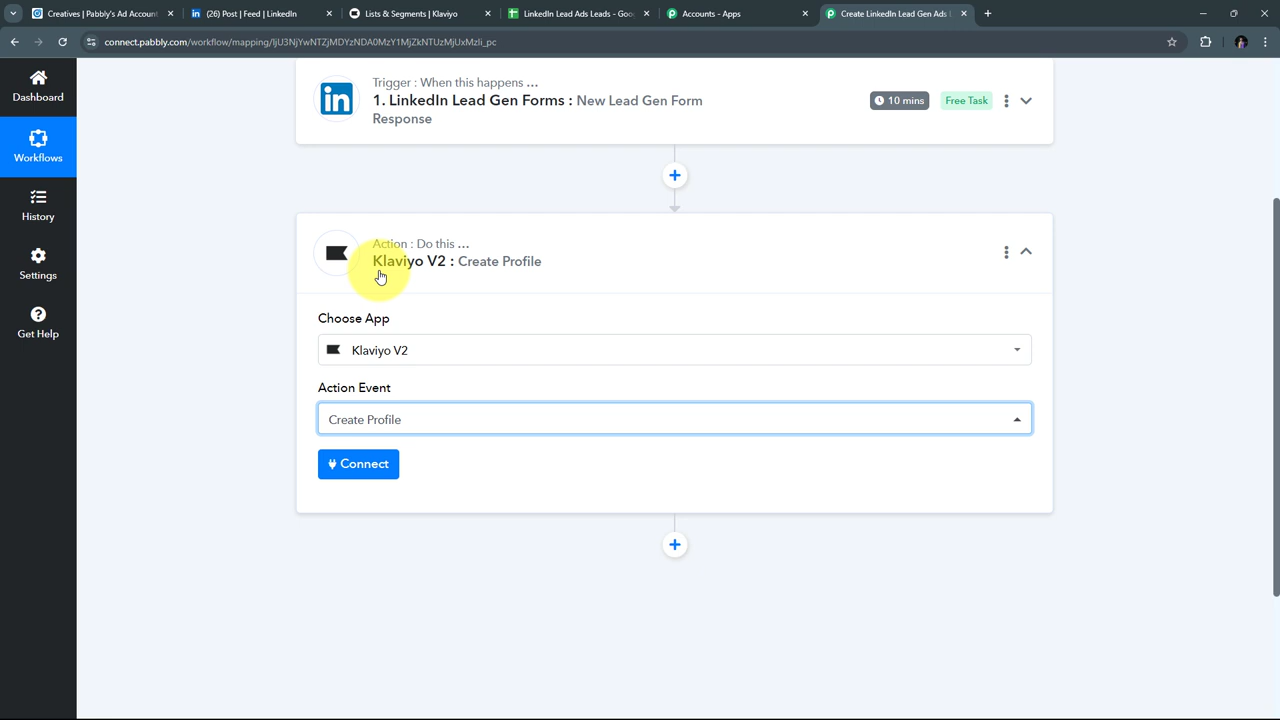 Creatives | Pabbly's Ad Account
(26) Post | Feed | LinkedIn
Lists & Segments | Klaviyo
LinkedIn Lead Ads Leads - Goo
Accounts - Apps
Create LinkedIn Lead Gen Ads L
connect.pabbly.com/workflow/mapping/IjU3NjYwNTZjMDYzNDA0MzY1MjZkNTUzMjUxMzIi_pc
Dashboard
Workflows
History
Settings
Get Help
Trigger : When this happens ...
1. LinkedIn Lead Gen Forms : New Lead Gen Form
Response
10 mins
Free Task
Action : Do this ...
Klaviyo V2 : Create Profile
Choose App
Klaviyo V2
Action Event
Create Profile
Connect